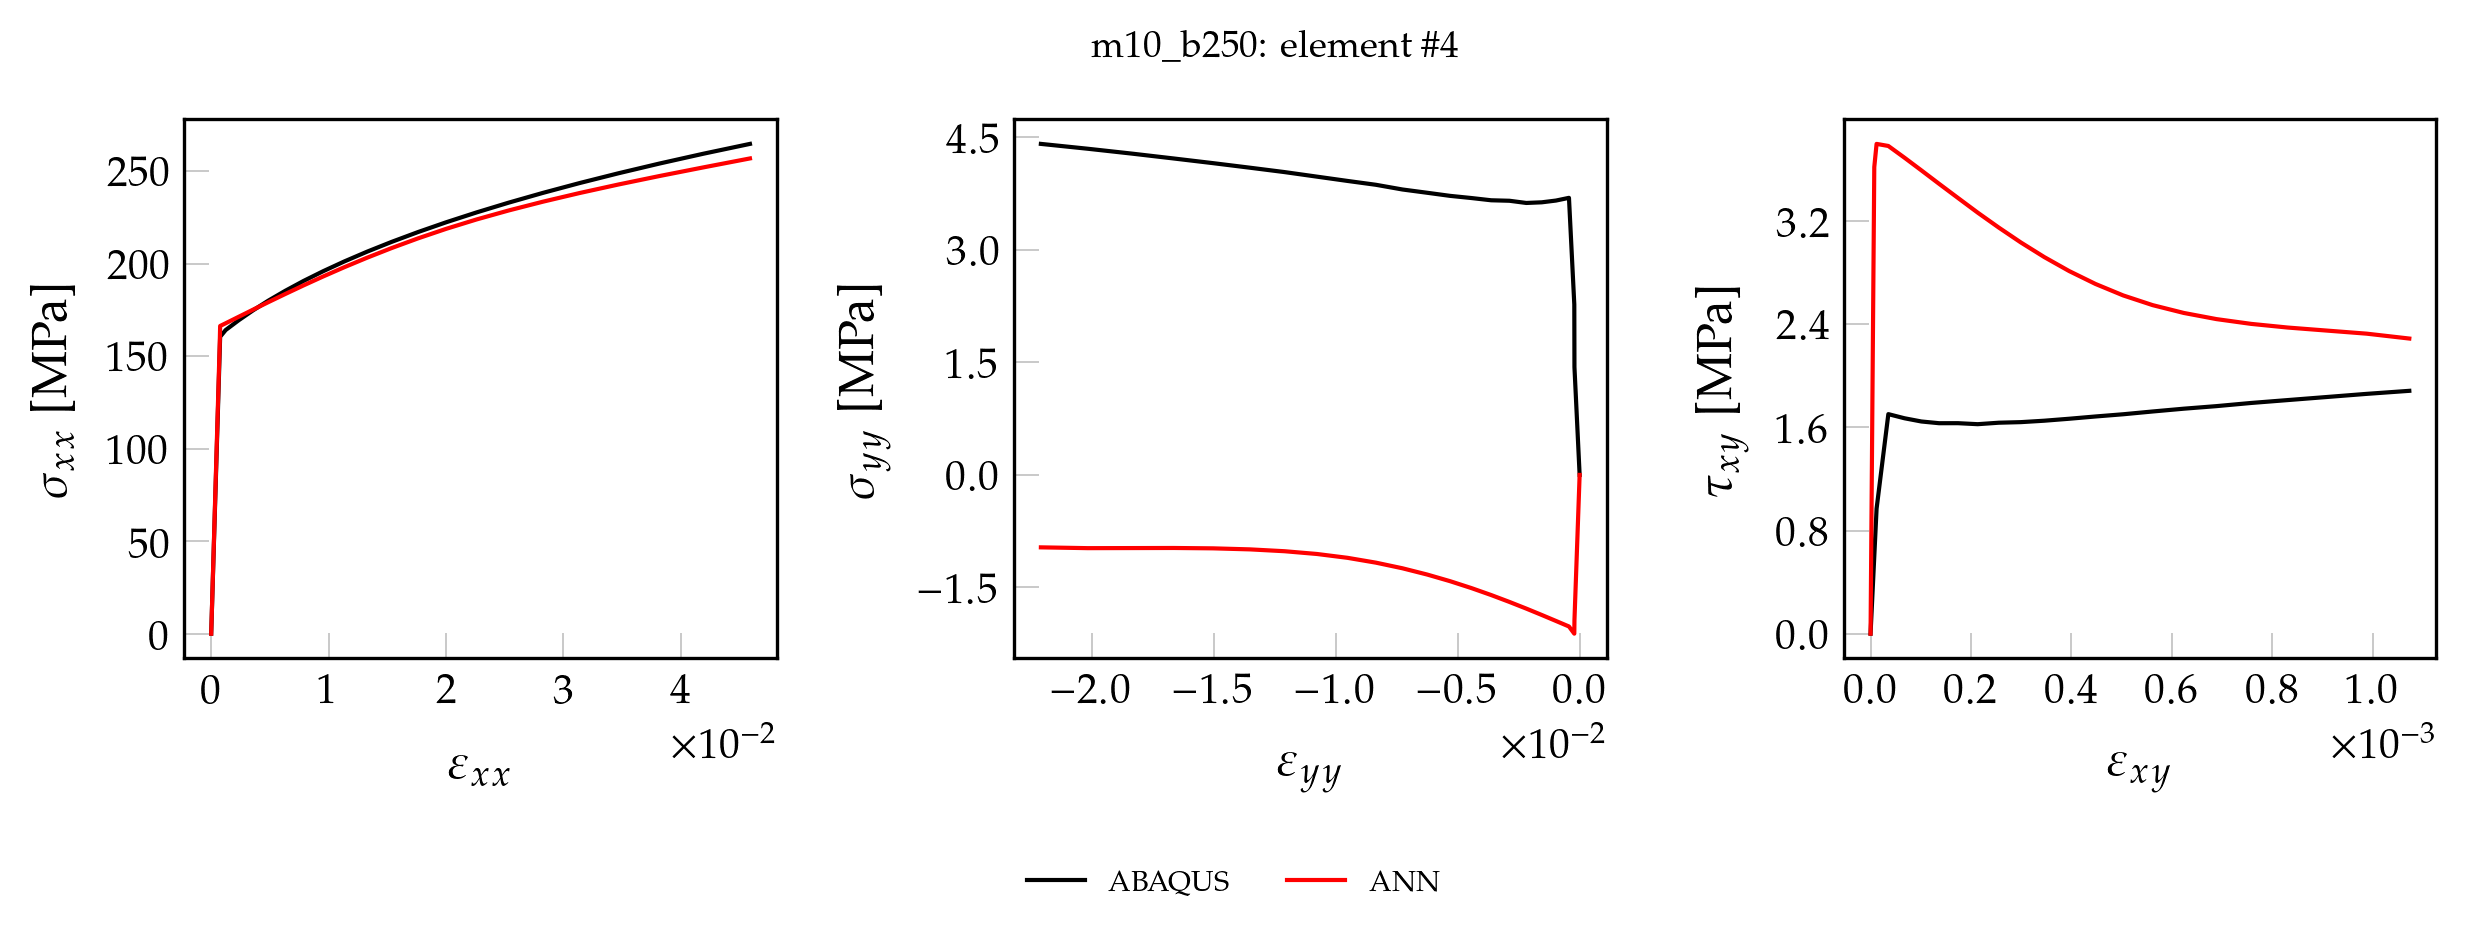 m10_b250: element #4
σxx [MPa]
250
200
150
100
50
0
0 1 2 3 4
×10−2
εxx
σyy [MPa]
4.5
3.0
1.5
0.0
−1.5
−2.0 −1.5 −1.0 −0.5 0.0
×10−2
εyy
τxy [MPa]
3.2
2.4
1.6
0.8
0.0
0.0 0.2 0.4 0.6 0.8 1.0
×10−3
εxy
ABAQUS ANN